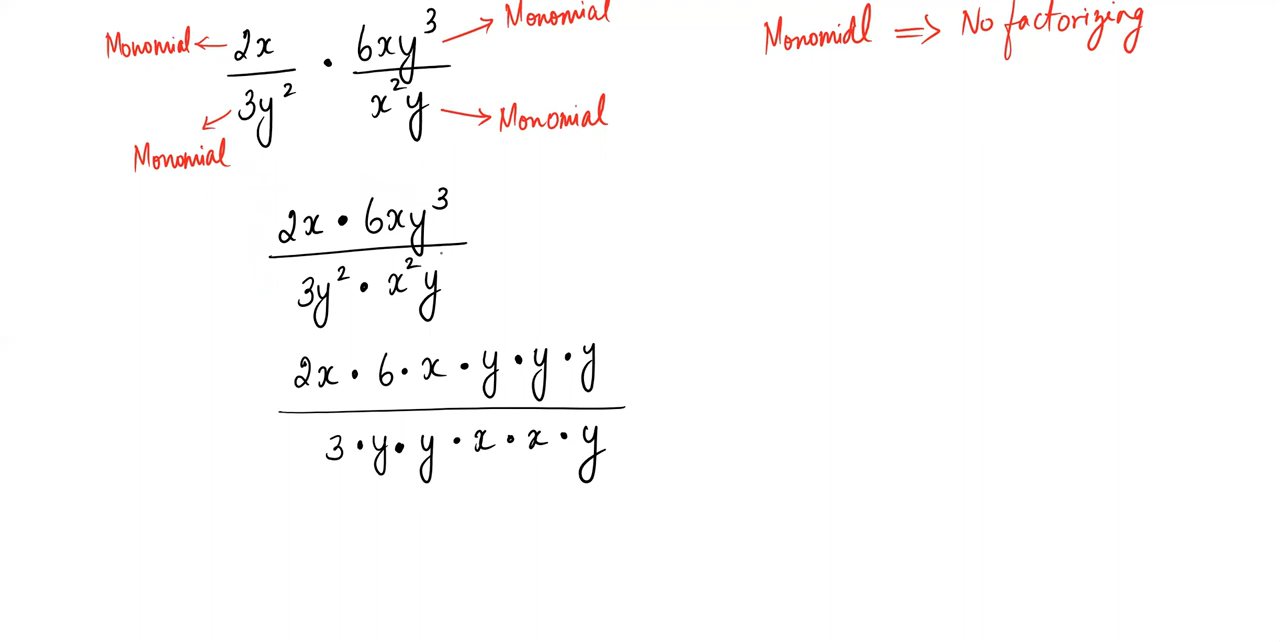 Monomial ← 2x/3y² · 6xy³/x²y → Monomial
Monomial
→ Monomial
Monomial ⇒ No factorizing
2x · 6xy³
3y² · x²y
2x · 6 · x · y · y · y
3 · y · y · x · x · y